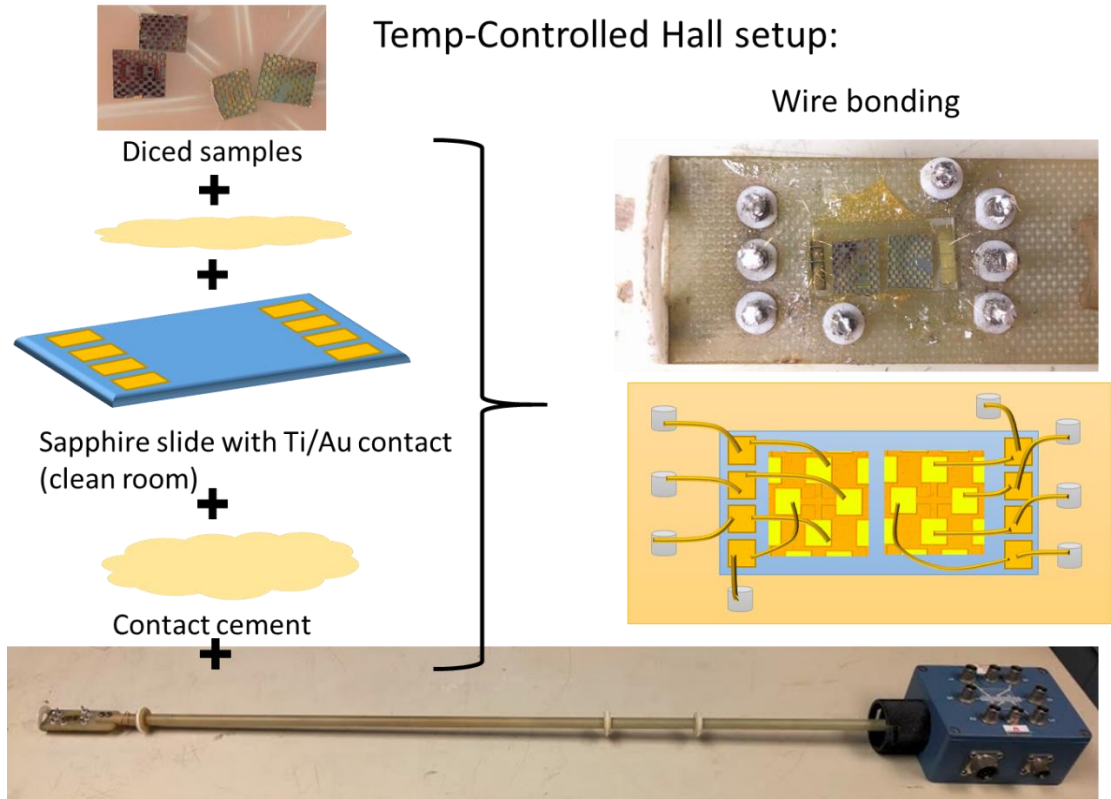 Temp-Controlled Hall setup:
Diced samples
+
+
Sapphire slide with Ti/Au contact
(clean room)
+
Contact cement
+
Wire bonding